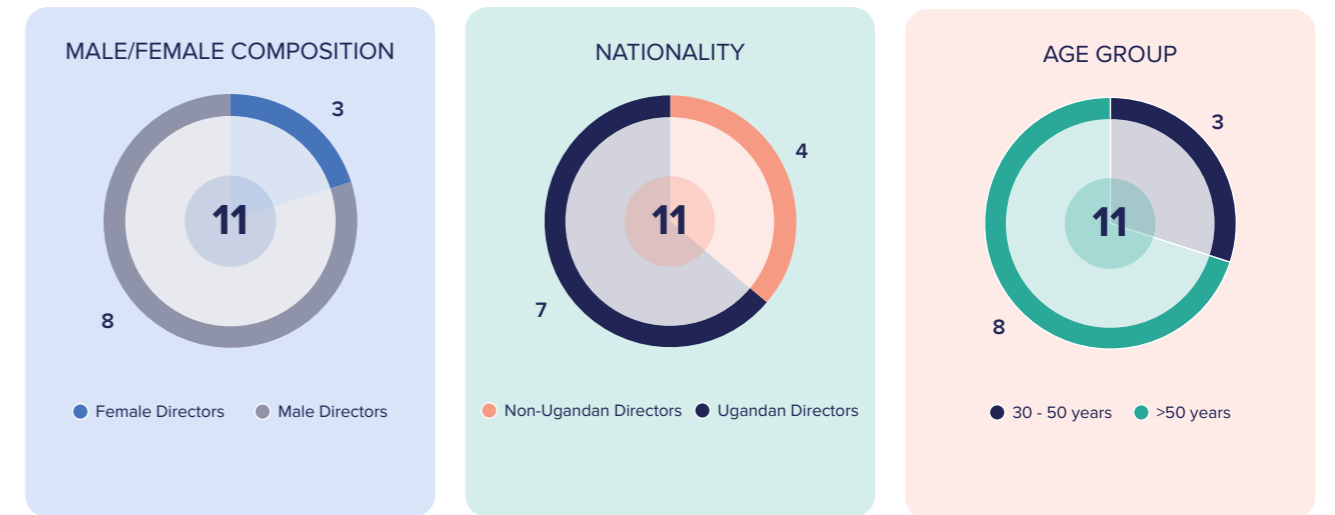 MALE/FEMALE COMPOSITION
3
11
8
Female Directors
Male Directors
NATIONALITY
4
11
7
Non-Ugandan Directors
Ugandan Directors
AGE GROUP
3
11
8
30 - 50 years
>50 years